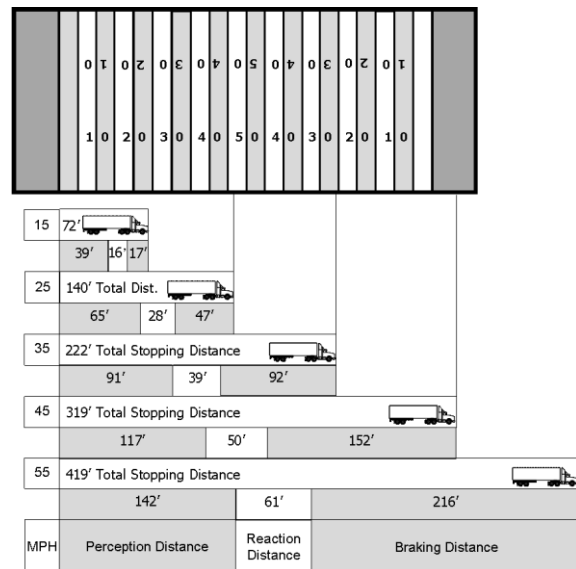 0 1 0 2 0 3 0 4 0 5 0 4 0 3 0 2 0 1
1 0 2 0 3 0 4 0 5 0 4 0 3 0 2 0 1 0
15 72′
39′ 16′ 17′
25 140′ Total Dist.
65′ 28′ 47′
35 222′ Total Stopping Distance
91′ 39′ 92′
45 319′ Total Stopping Distance
117′ 50′ 152′
55 419′ Total Stopping Distance
142′ 61′ 216′
MPH Perception Distance Reaction Distance Braking Distance